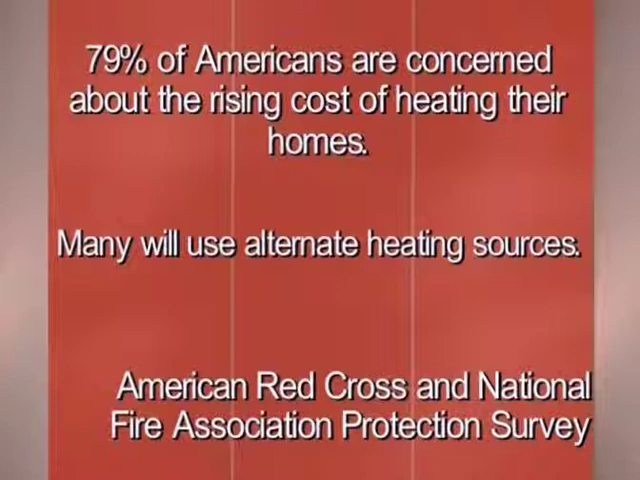 79% of Americans are concerned
about the rising cost of heating their
homes.
Many will use alternate heating sources.
American Red Cross and National
Fire Association Protection Survey